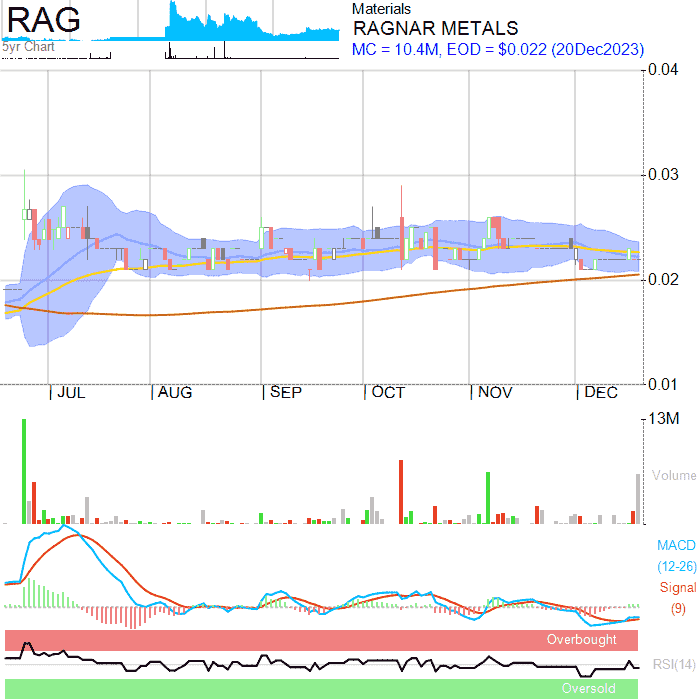 RAG
5yr Chart
Materials
RAGNAR METALS
MC = 10.4M, EOD = $0.022 (20Dec2023)
0.04
0.03
0.02
0.01
JUL AUG SEP OCT NOV DEC
13M
Volume
MACD
(12-26)
Signal
(9)
Overbought
RSI(14)
Oversold